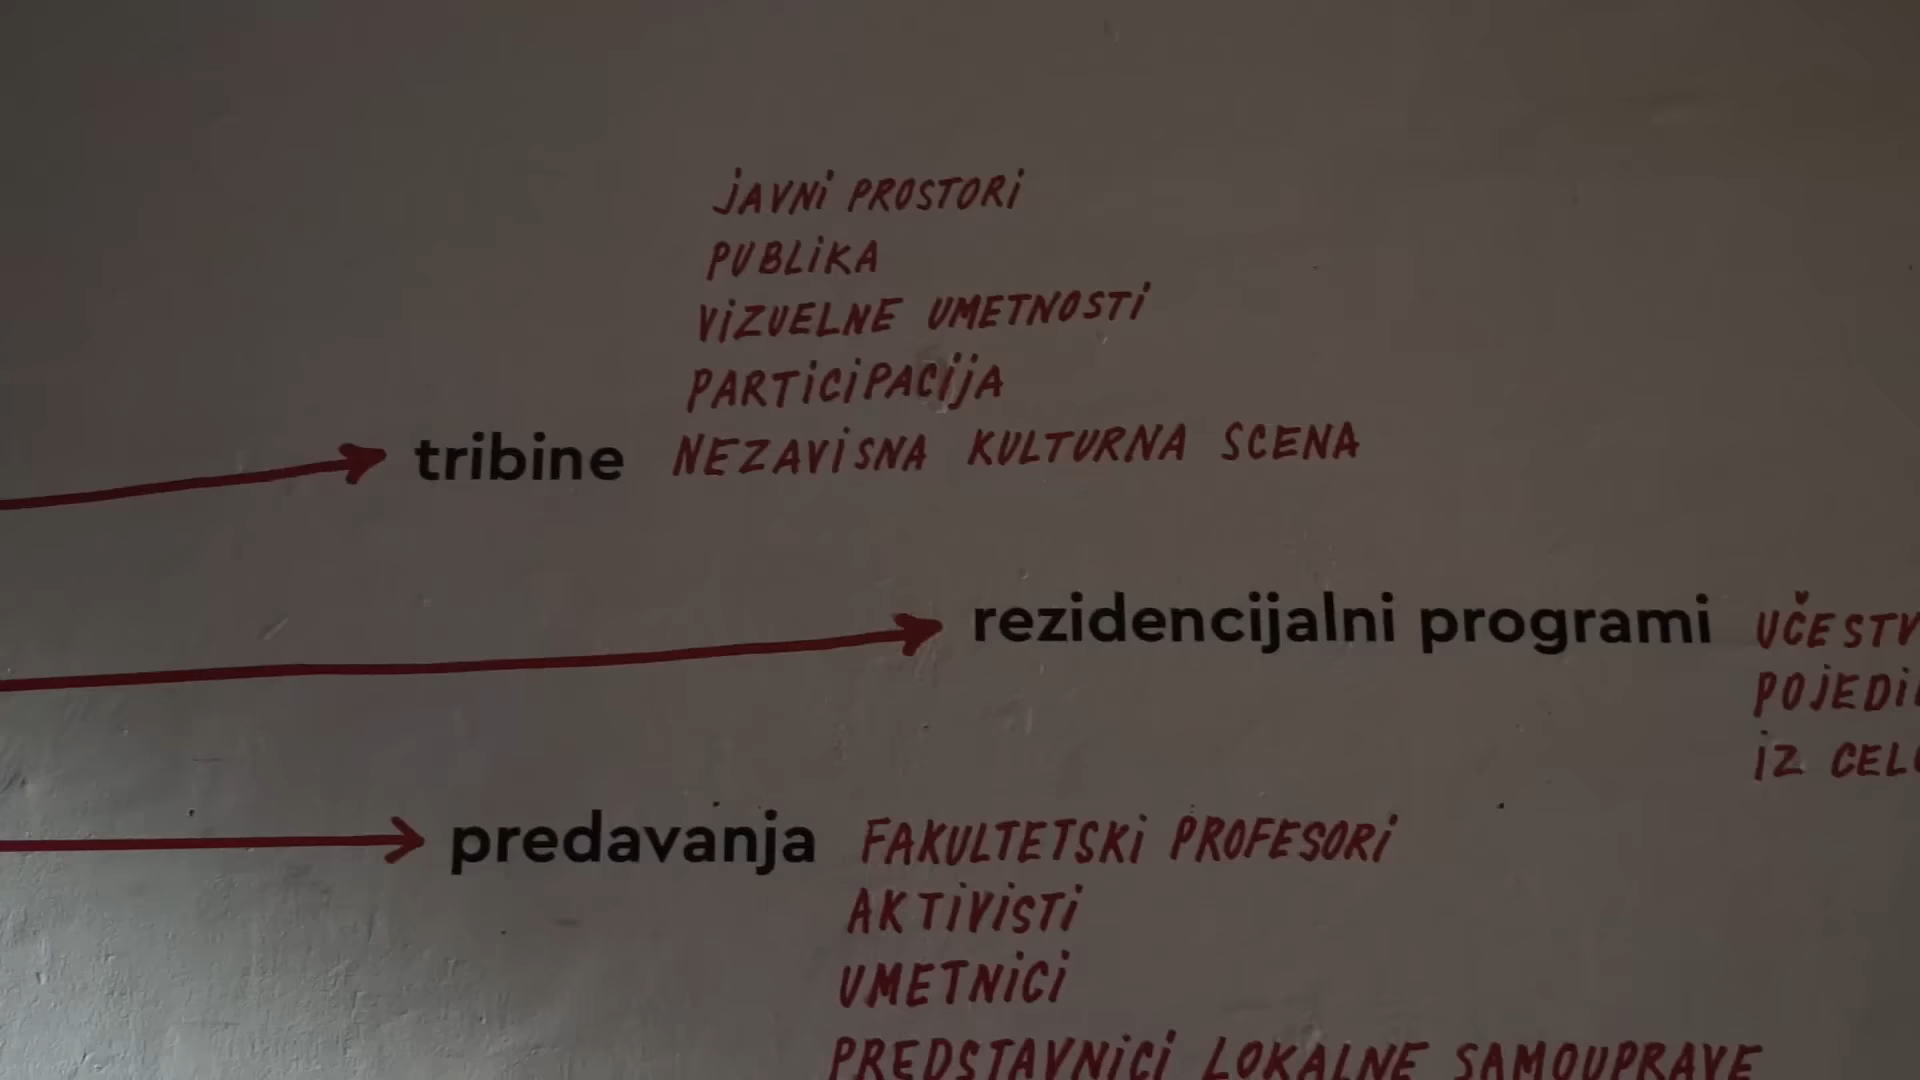 JAVNI PROSTORI
PUBLIKA
VIZUELNE UMETNOSTI
PARTICIPACIJA
tribine NEZAVISNA KULTURNA SCENA
rezidencijalni programi
IZ
predavanja FAKULTETSKI PROFESORI
AKTIVISTI
UMETNICI
PREDSTAVNICI LOKALNE SAMOUPRAVE